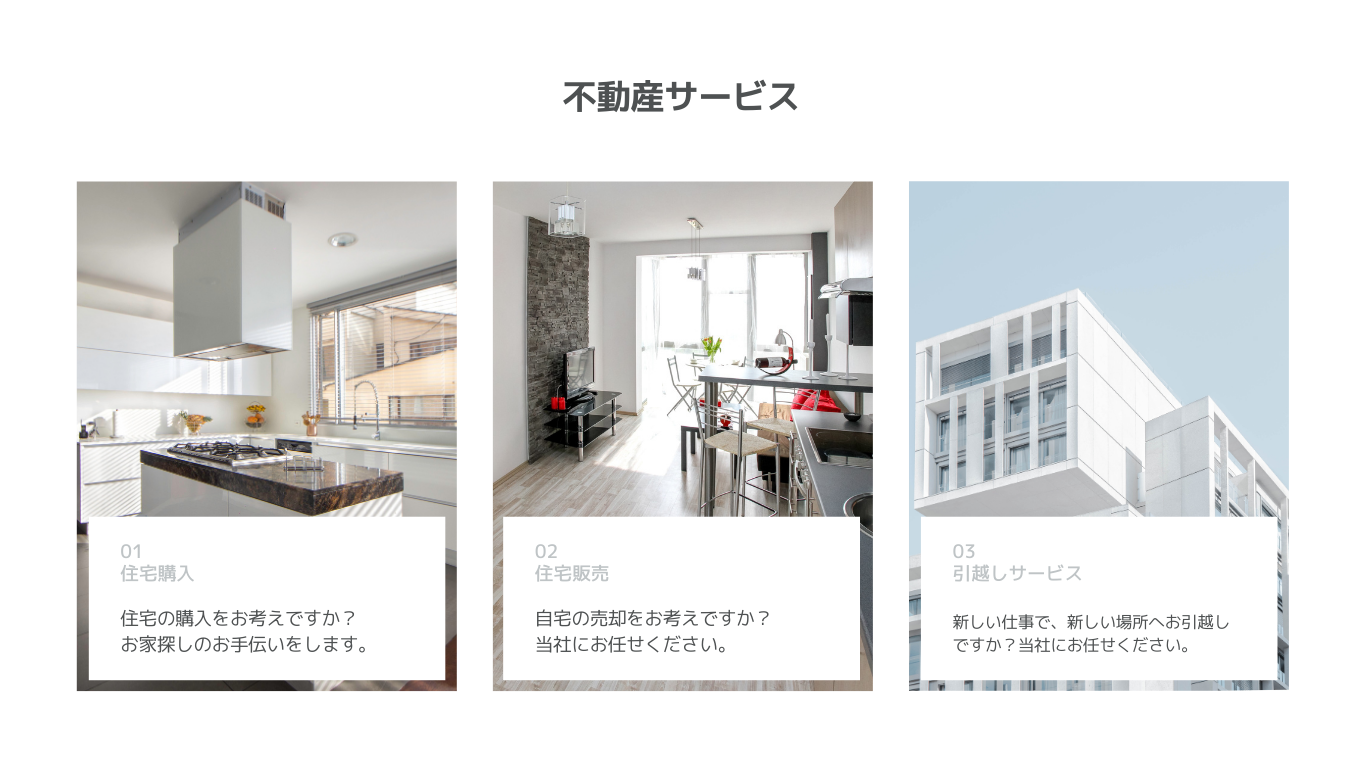 不動産サービス
01
住宅購入
住宅の購入をお考えですか？
お家探しのお手伝いをします。
02
住宅販売
自宅の売却をお考えですか？
当社にお任せください。
03
引越しサービス
新しい仕事で、新しい場所へお引越し
ですか？当社にお任せください。